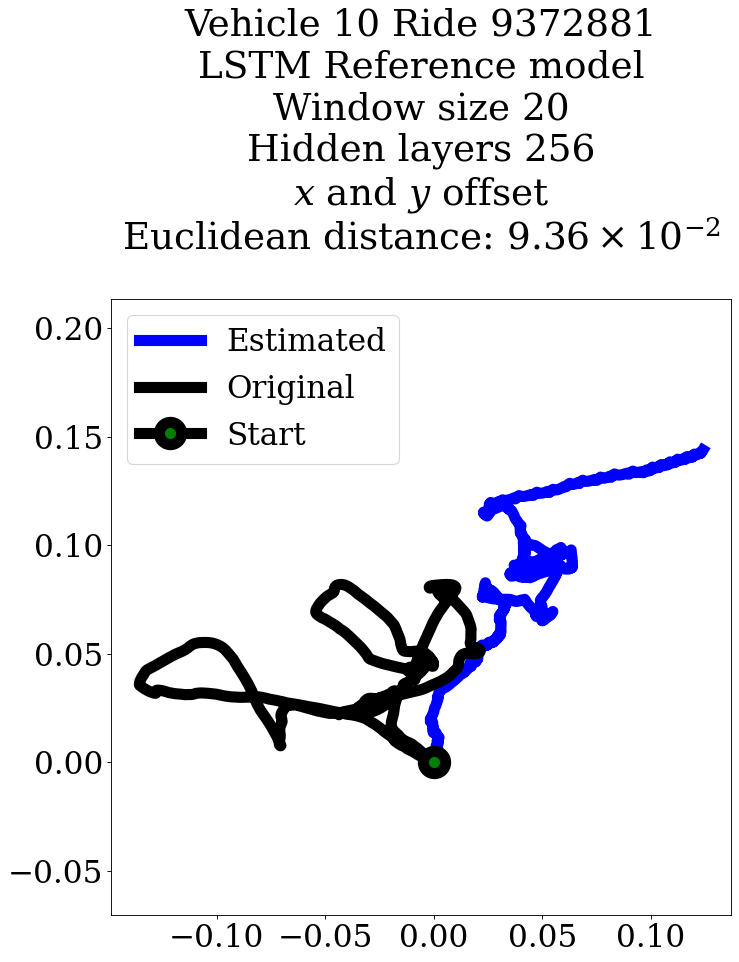 Vehicle 10 Ride 9372881
LSTM Reference model
Window size 20
Hidden layers 256
x and y offset
Euclidean distance: 9.36 × 10⁻²
Estimated
Original
Start
0.20
0.15
0.10
0.05
0.00
−0.05
−0.10 −0.05 0.00 0.05 0.10